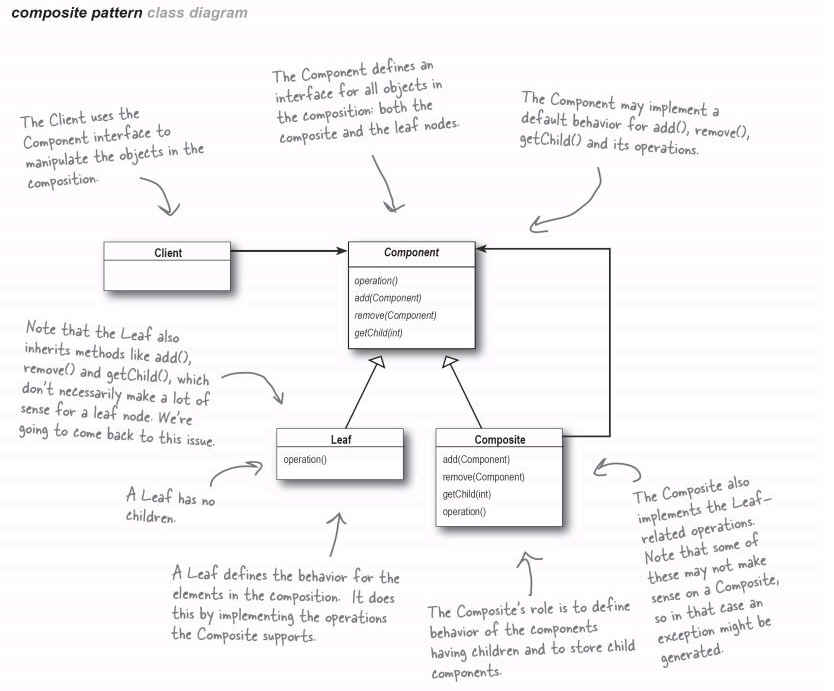 composite pattern class diagram
The Client uses the
Component interface to
manipulate the objects in the
composition.
The Component defines an
interface for all objects in
the composition: both the
composite and the leaf nodes.
The Component may implement a
default behavior for add(), remove(),
getChild() and its operations.
Client
Component
operation()
add(Component)
remove(Component)
getChild(int)
Note that the Leaf also
inherits methods like add(),
remove() and getChild(), which
don't necessarily make a lot of
sense for a leaf node. We're
going to come back to this issue.
Leaf
operation()
Composite
add(Component)
remove(Component)
getChild(int)
operation()
A Leaf has no
children.
A Leaf defines the behavior for the
elements in the composition. It does
this by implementing the operations
the Composite supports.
The Composite's role is to define
behavior of the components
having children and to store child
components.
The Composite also
implements the Leaf-
related operations.
Note that some of
these may not make
sense on a Composite,
so in that case an
exception might be
generated.